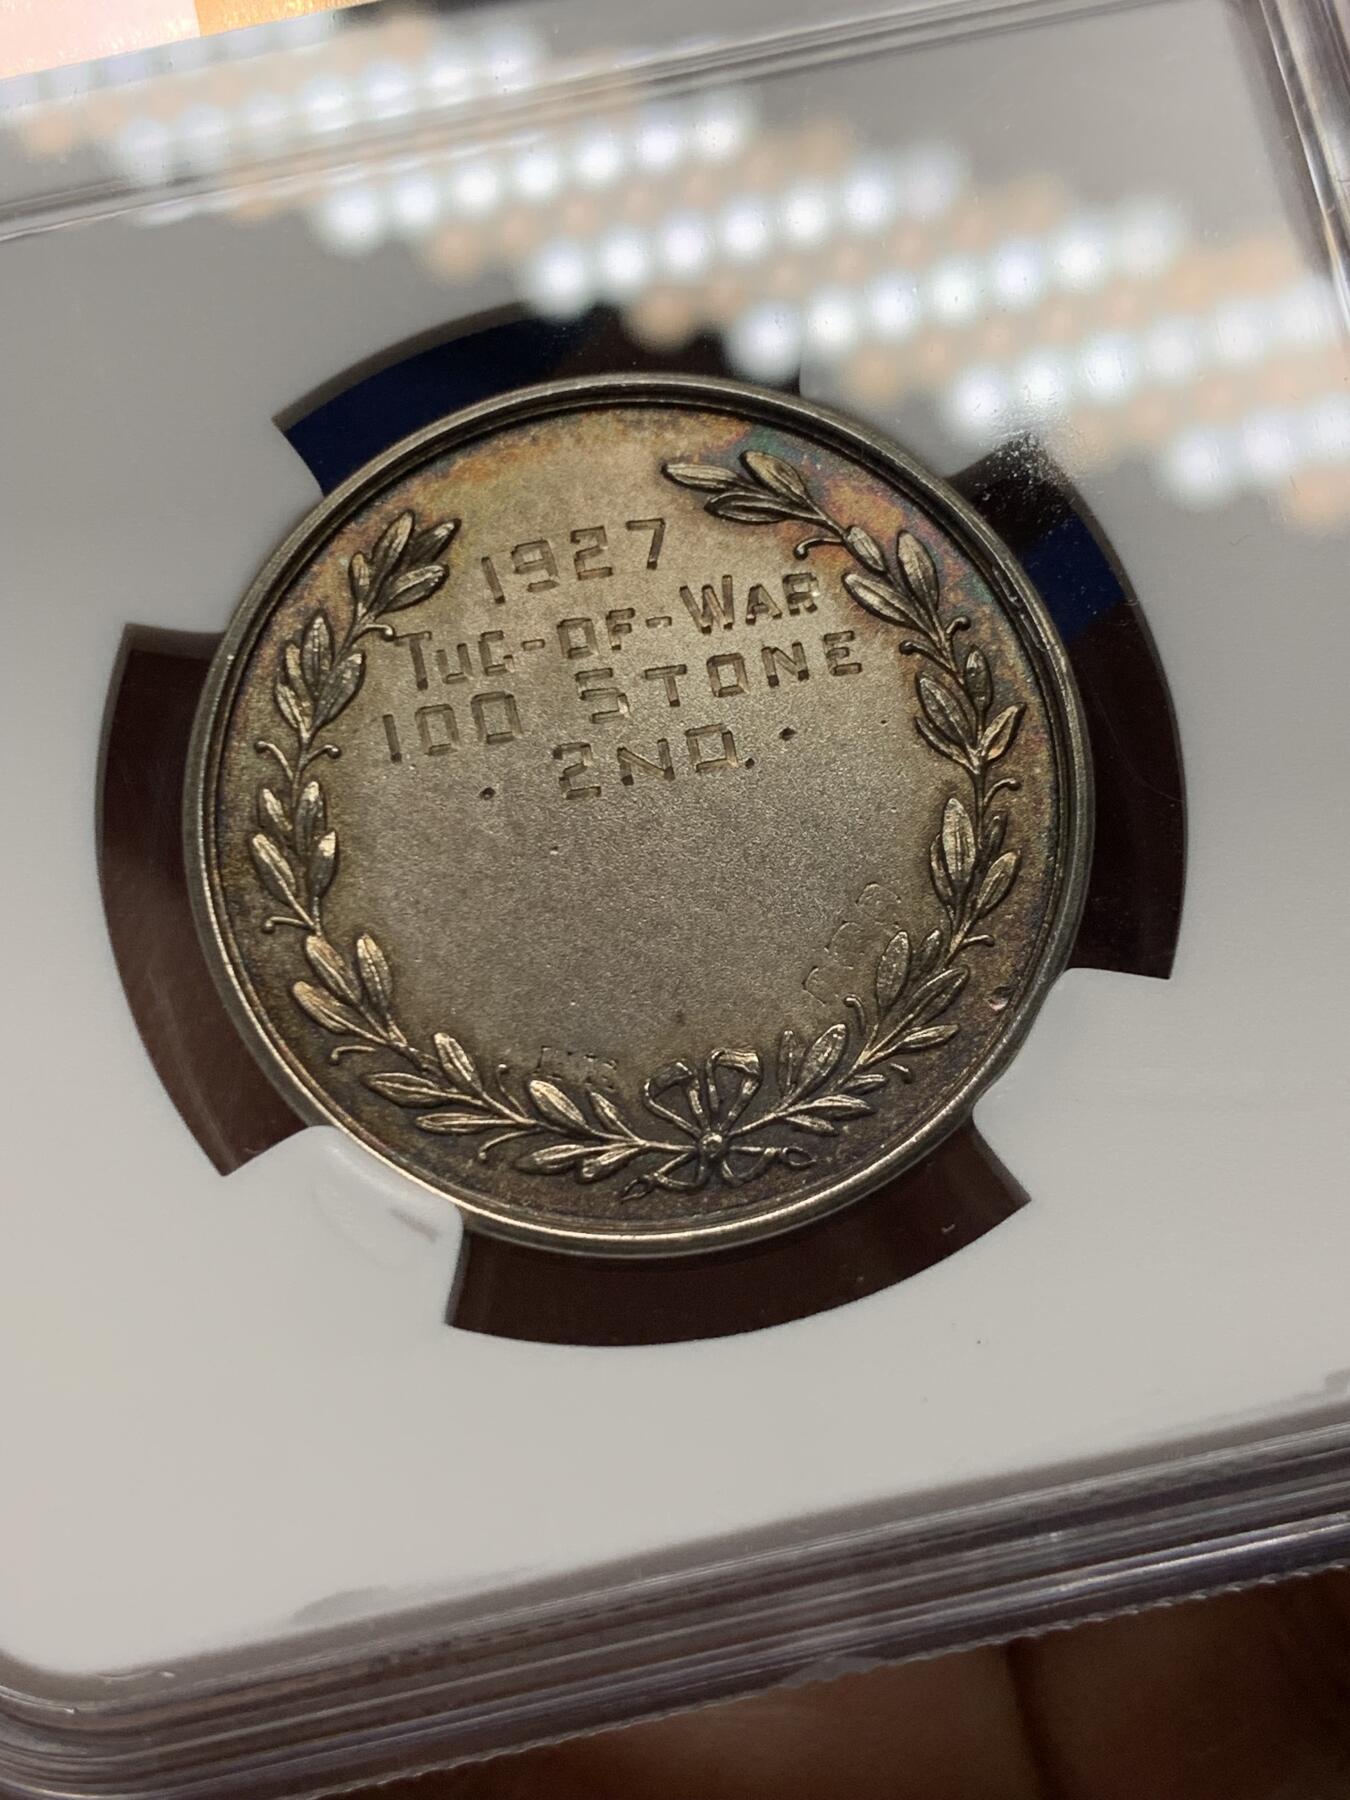 1927
TUG-OF-WAR
100 STONE
· 2ND. ·